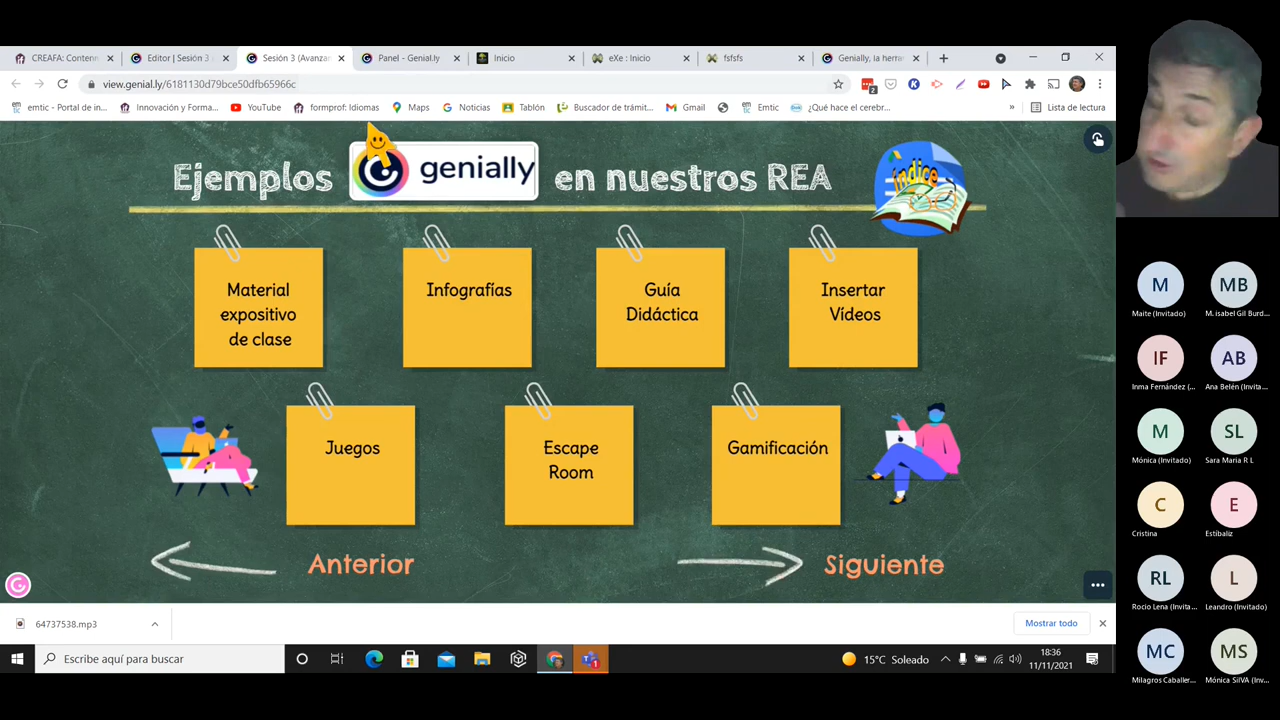 CREAFA: Conten
Editor | Sesión 3
Sesión 3 (Avanza
Panel - Genial.ly
Inicio
eXe : Inicio
fsfsfs
Genially, la herr
view.genial.ly/6181130d79bce50dfb65966c
2
emtic - Portal de in...
Innovación y Forma...
YouTube
formprof: Idiomas
Maps
Noticias
Tablón
Buscador de trámit...
Gmail
Emtic
¿Qué hace el cerebr...
»
Lista de lectura
Ejemplos
genially
en nuestros REA
índice
Material
expositivo
de clase
Infografías
Guía
Didáctica
Insertar
Vídeos
Juegos
Escape
Room
Gamificación
Anterior
Siguiente
64737538.mp3
Mostrar todo
Escribe aquí para buscar
1
15°C Soleado
18:36
11/11/2021
M
Maite (Invitado)
MB
M. isabel Gil Burd...
IF
Inma Fernández (...
AB
Ana Belén (Invita...
M
Mónica (Invitado)
SL
Sara Maria R L
C
Cristina
E
Estíbaliz
RL
Rocio Lena (Invita...
L
Leandro (Invitado)
MC
Milagros Caballer...
MS
Mónica SilVA (Inv...